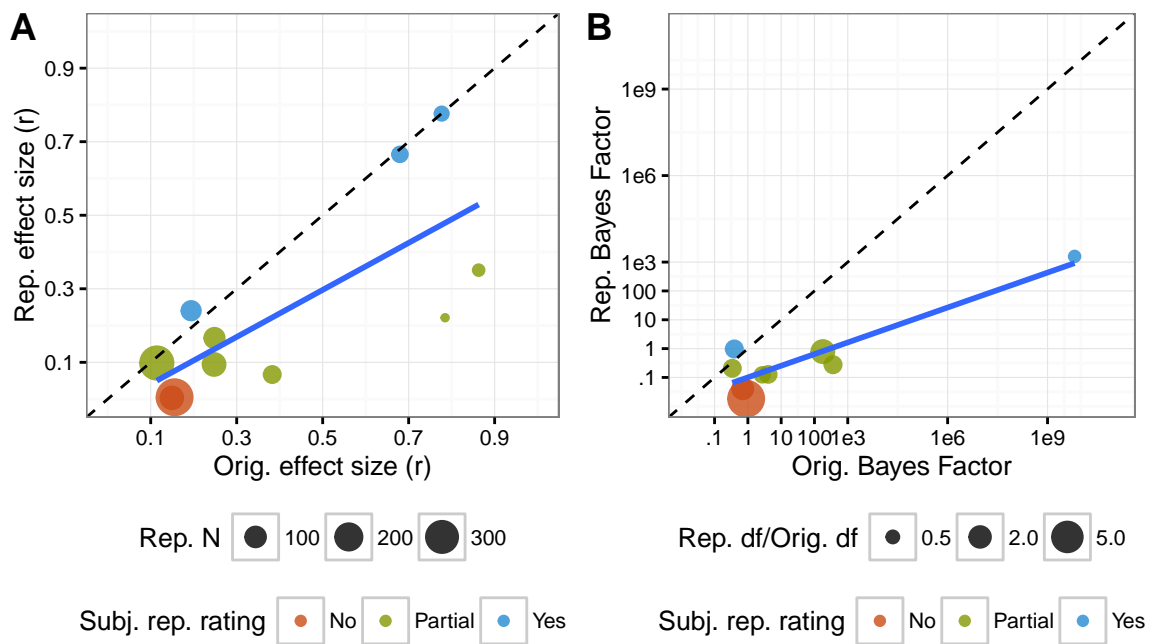 A
Rep. effect size (r)
0.9
0.7
0.5
0.3
0.1
0.1 0.3 0.5 0.7 0.9
Orig. effect size (r)
Rep. N 100 200 300
Subj. rep. rating No Partial Yes
B
Rep. Bayes Factor
1e9
1e6
1e3
100
10
1
.1
.1 1 10 100 1e3 1e6 1e9
Orig. Bayes Factor
Rep. df/Orig. df 0.5 2.0 5.0
Subj. rep. rating No Partial Yes